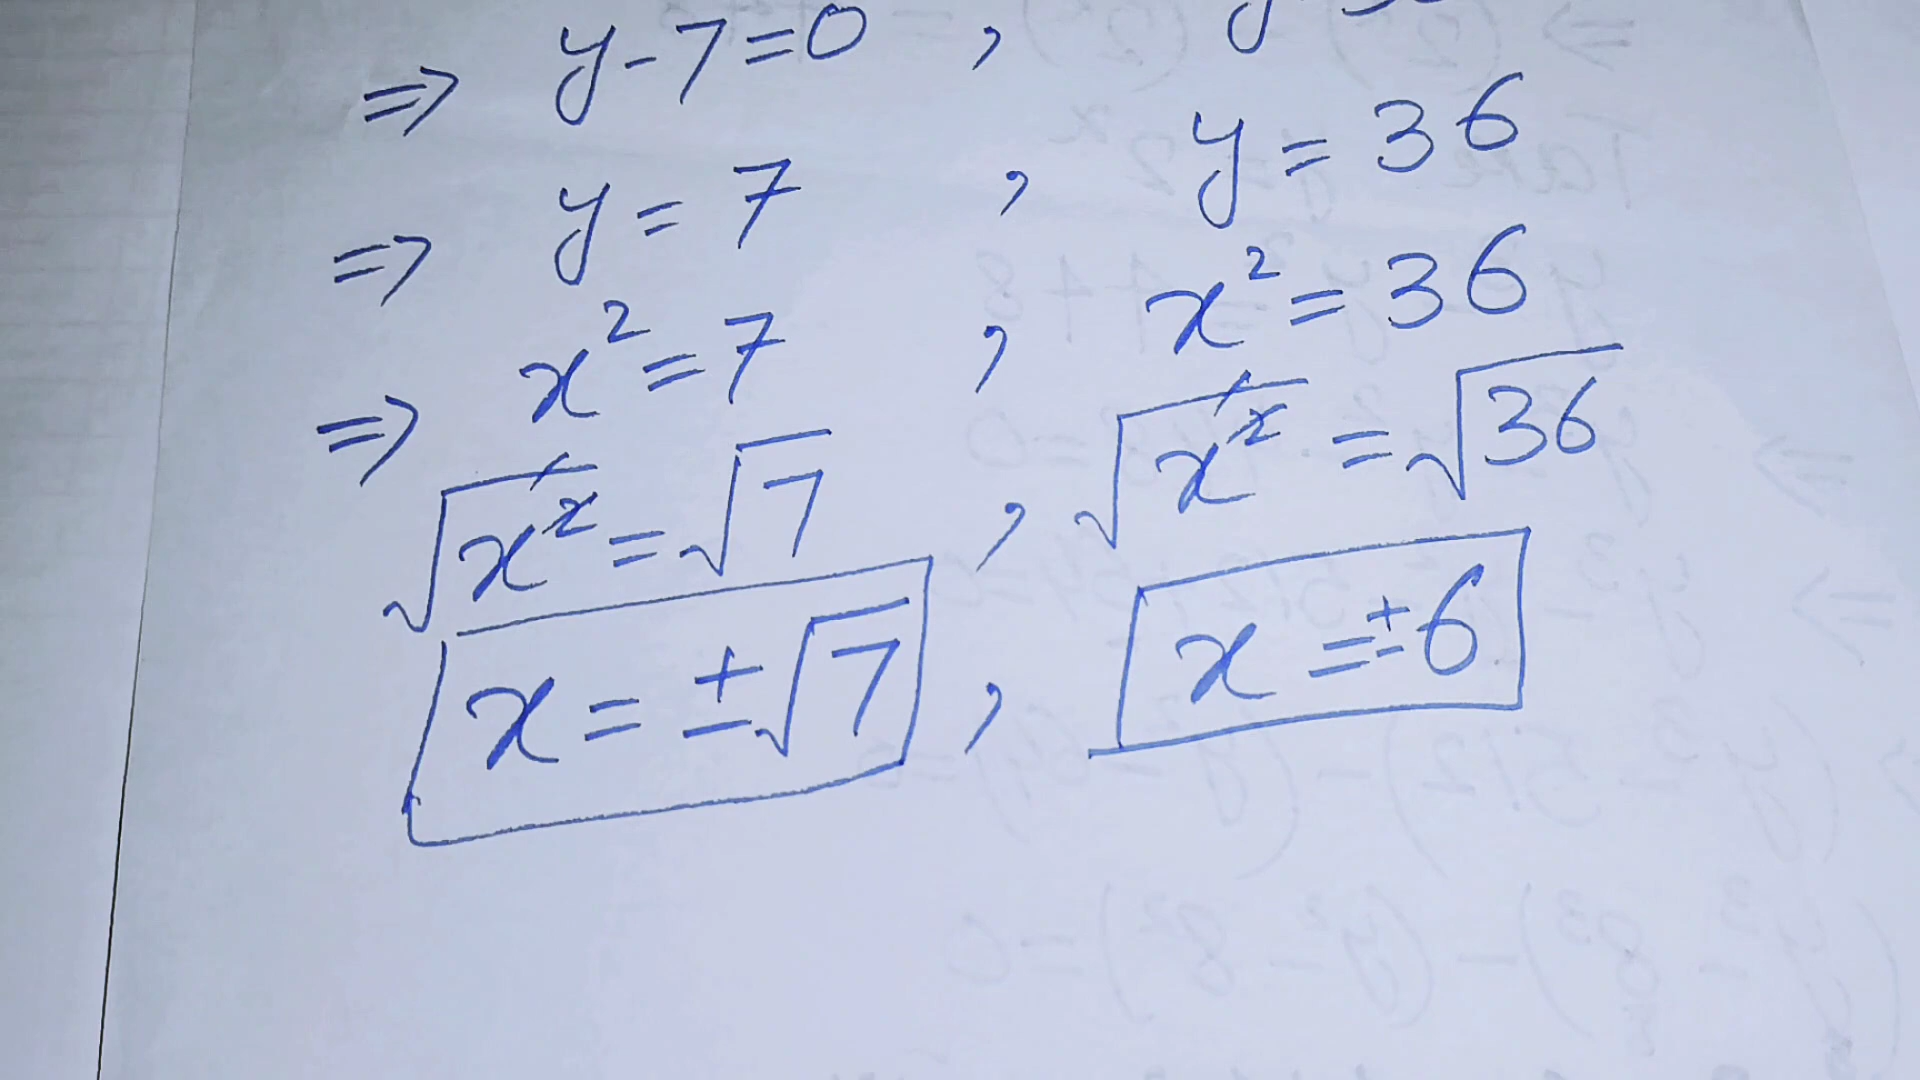 ⇒ y-7=0 , y
⇒ y = 7 , y = 36
⇒ x² = 7 , x² = 36
√x² = √7 , √x² = √36
x = ±√7 , x = ±6